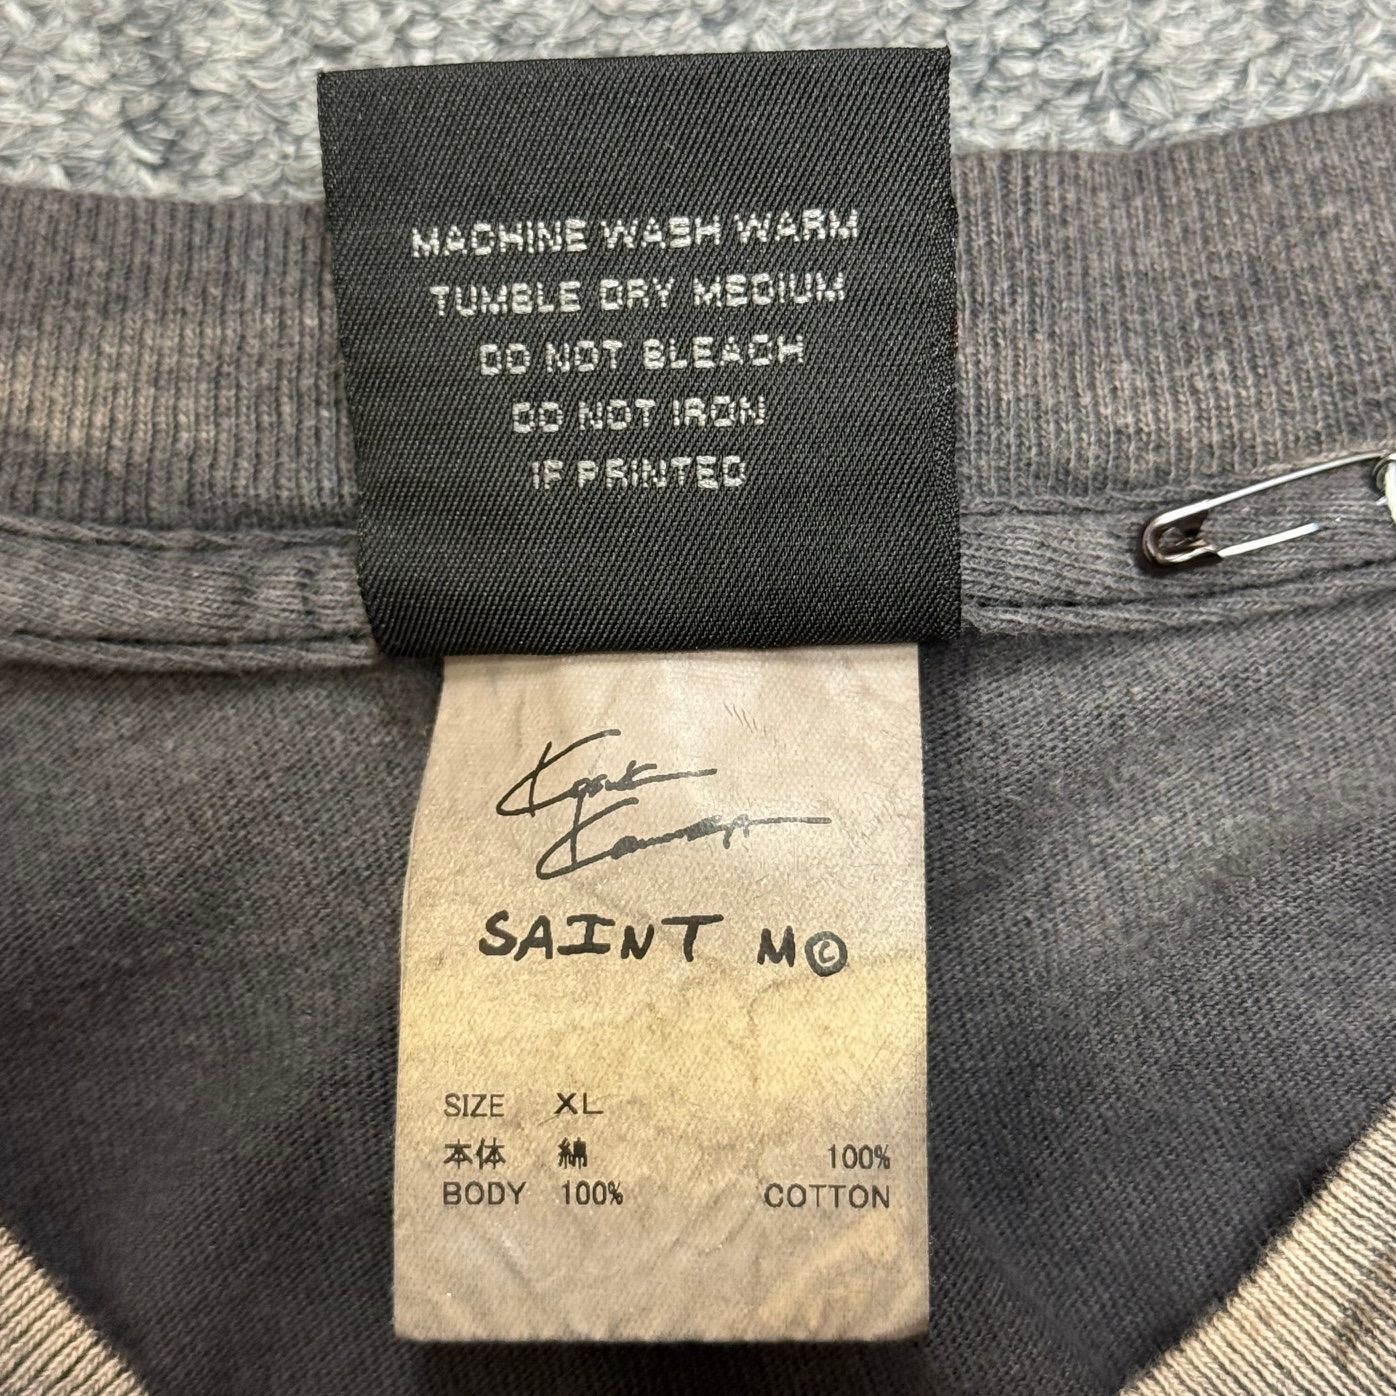 MACHINE WASH WARM
TUMBLE DRY MEDIUM
DO NOT BLEACH
DO NOT IRON
IF PRINTED
SAINT M©
SIZE XL
本体 綿 100%
BODY 100% COTTON